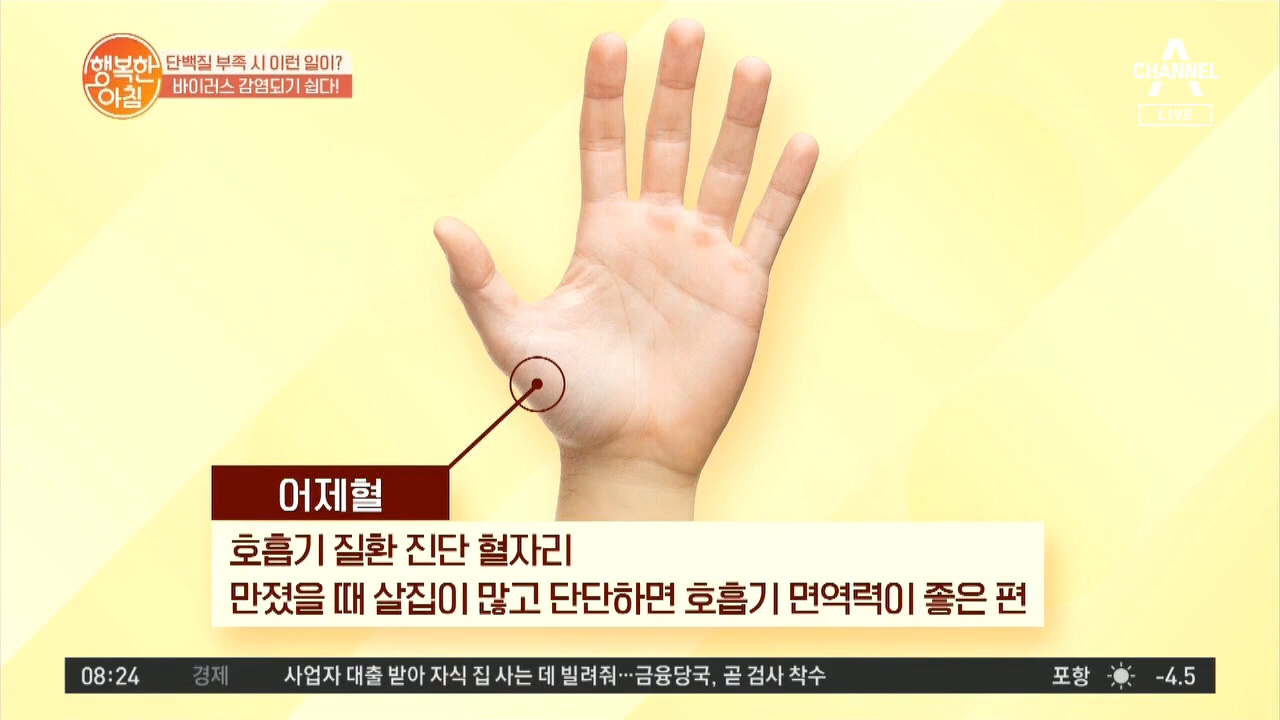 행복한
아침
단백질 부족 시 이런 일이?
바이러스 감염되기 쉽다!
CHANNEL A
LIVE
어제혈
호흡기 질환 진단 혈자리
만졌을 때 살집이 많고 단단하면 호흡기 면역력이 좋은 편
08:24 경제 사업자 대출 받아 자식 집 사는 데 빌려줘…금융당국, 곧 검사 착수 포항 -4.5